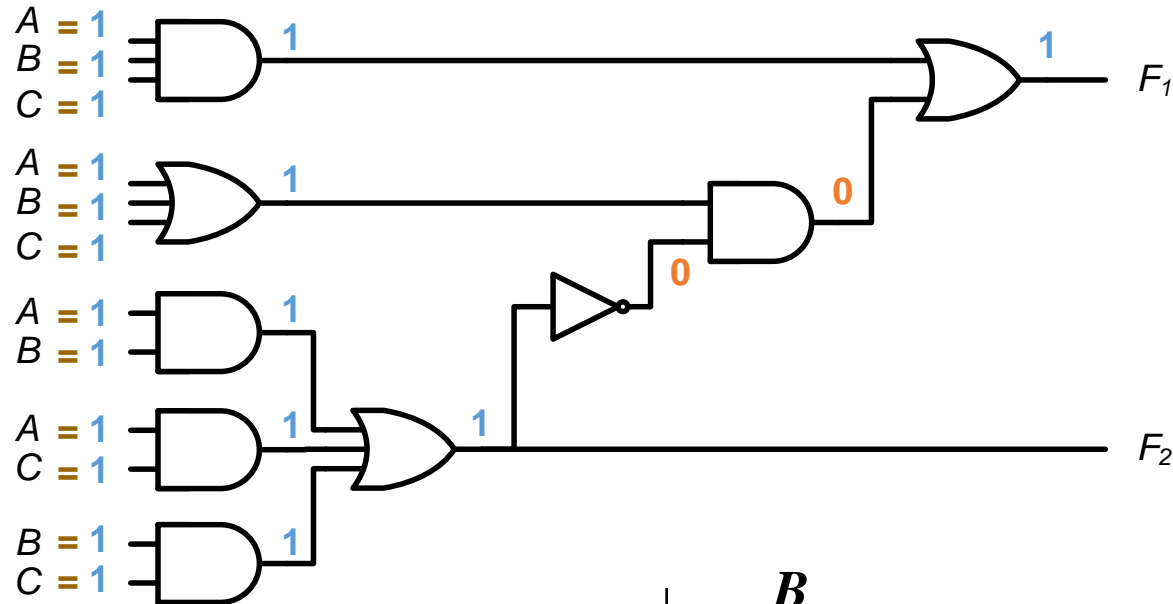 A = 1
B = 1
C = 1
1
1
F1
A = 1
B = 1
C = 1
1
0
0
A = 1
B = 1
1
A = 1
C = 1
1
1
F2
B = 1
C = 1
1
B